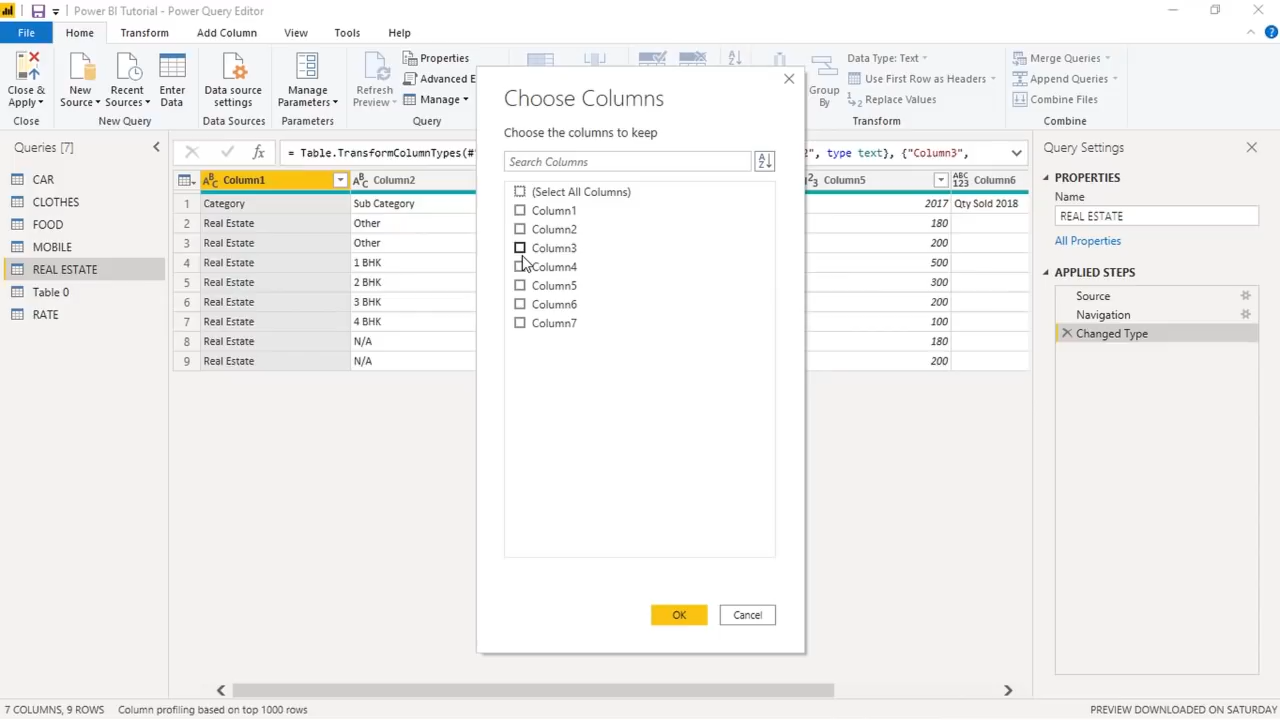 Power BI Tutorial - Power Query Editor
File Home Transform Add Column View Tools Help
Close & Apply
New Source
Recent Sources
Enter Data
Data source settings
Manage Parameters
Refresh Preview
Properties
Advanced E
Manage
Group By
Data Type: Text
Use First Row as Headers
Replace Values
Merge Queries
Append Queries
Combine Files
Close New Query Data Sources Parameters Query Transform Combine
Queries [7]
CAR
CLOTHES
FOOD
MOBILE
REAL ESTATE
Table 0
RATE
= Table.TransformColumnTypes(#" 2", type text}, {"Column3",
Column1 Column2 Column5 Column6
1 Category Sub Category 2017 Qty Sold 2018
2 Real Estate Other 180
3 Real Estate Other 200
4 Real Estate 1 BHK 500
5 Real Estate 2 BHK 300
6 Real Estate 3 BHK 200
7 Real Estate 4 BHK 100
8 Real Estate N/A 180
9 Real Estate N/A 200
Choose Columns
Choose the columns to keep
Search Columns
(Select All Columns)
Column1
Column2
Column3
Column4
Column5
Column6
Column7
OK Cancel
Query Settings
PROPERTIES
Name
REAL ESTATE
All Properties
APPLIED STEPS
Source
Navigation
Changed Type
7 COLUMNS, 9 ROWS Column profiling based on top 1000 rows
PREVIEW DOWNLOADED ON SATURDAY